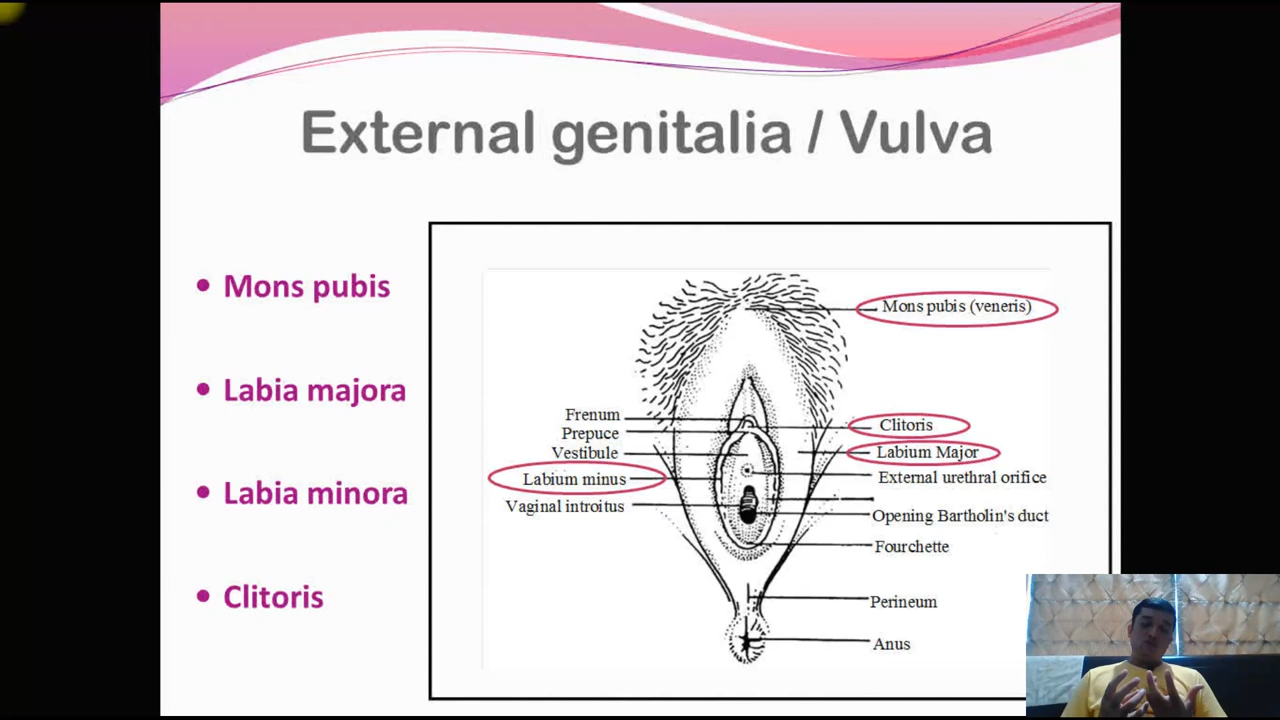 External genitalia / Vulva
• Mons pubis
• Labia majora
• Labia minora
• Clitoris
Mons pubis (veneris)
Frenum
Prepuce
Vestibule
Labium minus
Vaginal introitus
Clitoris
Labium Major
External urethral orifice
Opening Bartholin's duct
Fourchette
Perineum
Anus